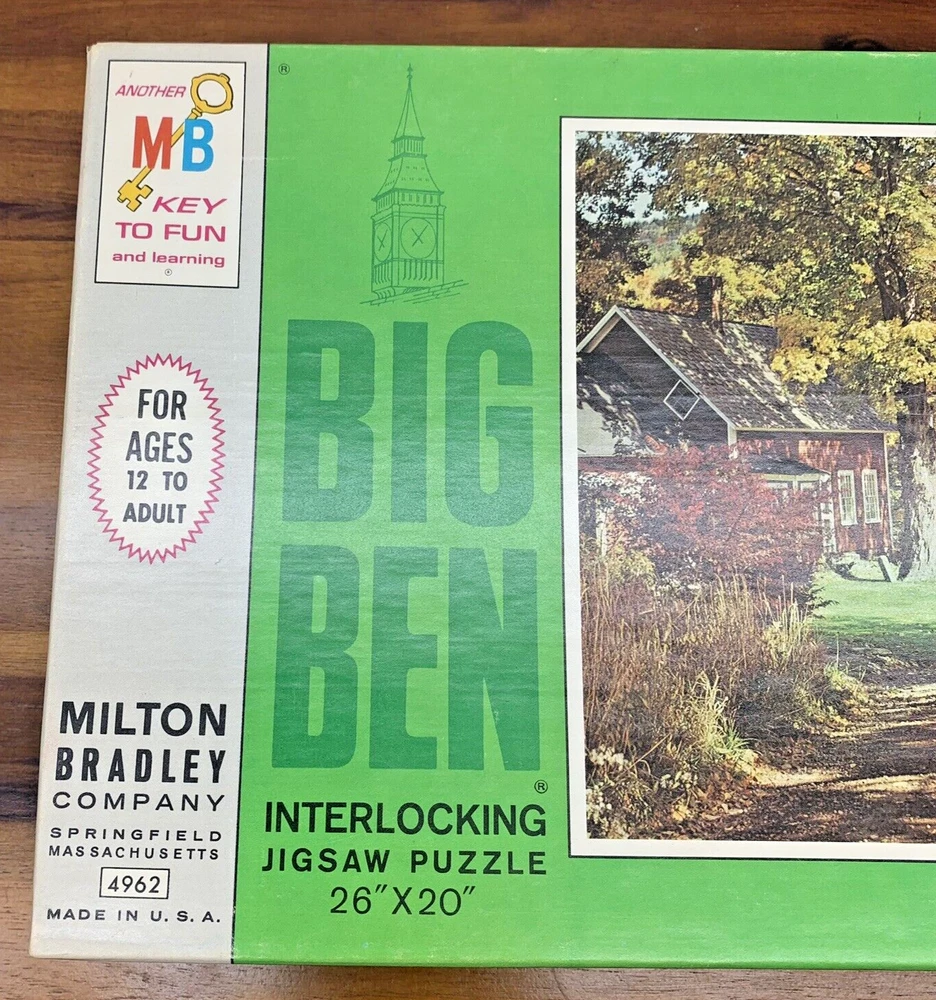 ANOTHER
MB
KEY
TO FUN
and learning
®
FOR
AGES
12 TO
ADULT
MILTON
BRADLEY
COMPANY
SPRINGFIELD
MASSACHUSETTS
4962
MADE IN U. S. A.
®
BIG
BEN
®
INTERLOCKING
JIGSAW PUZZLE
26”X20”